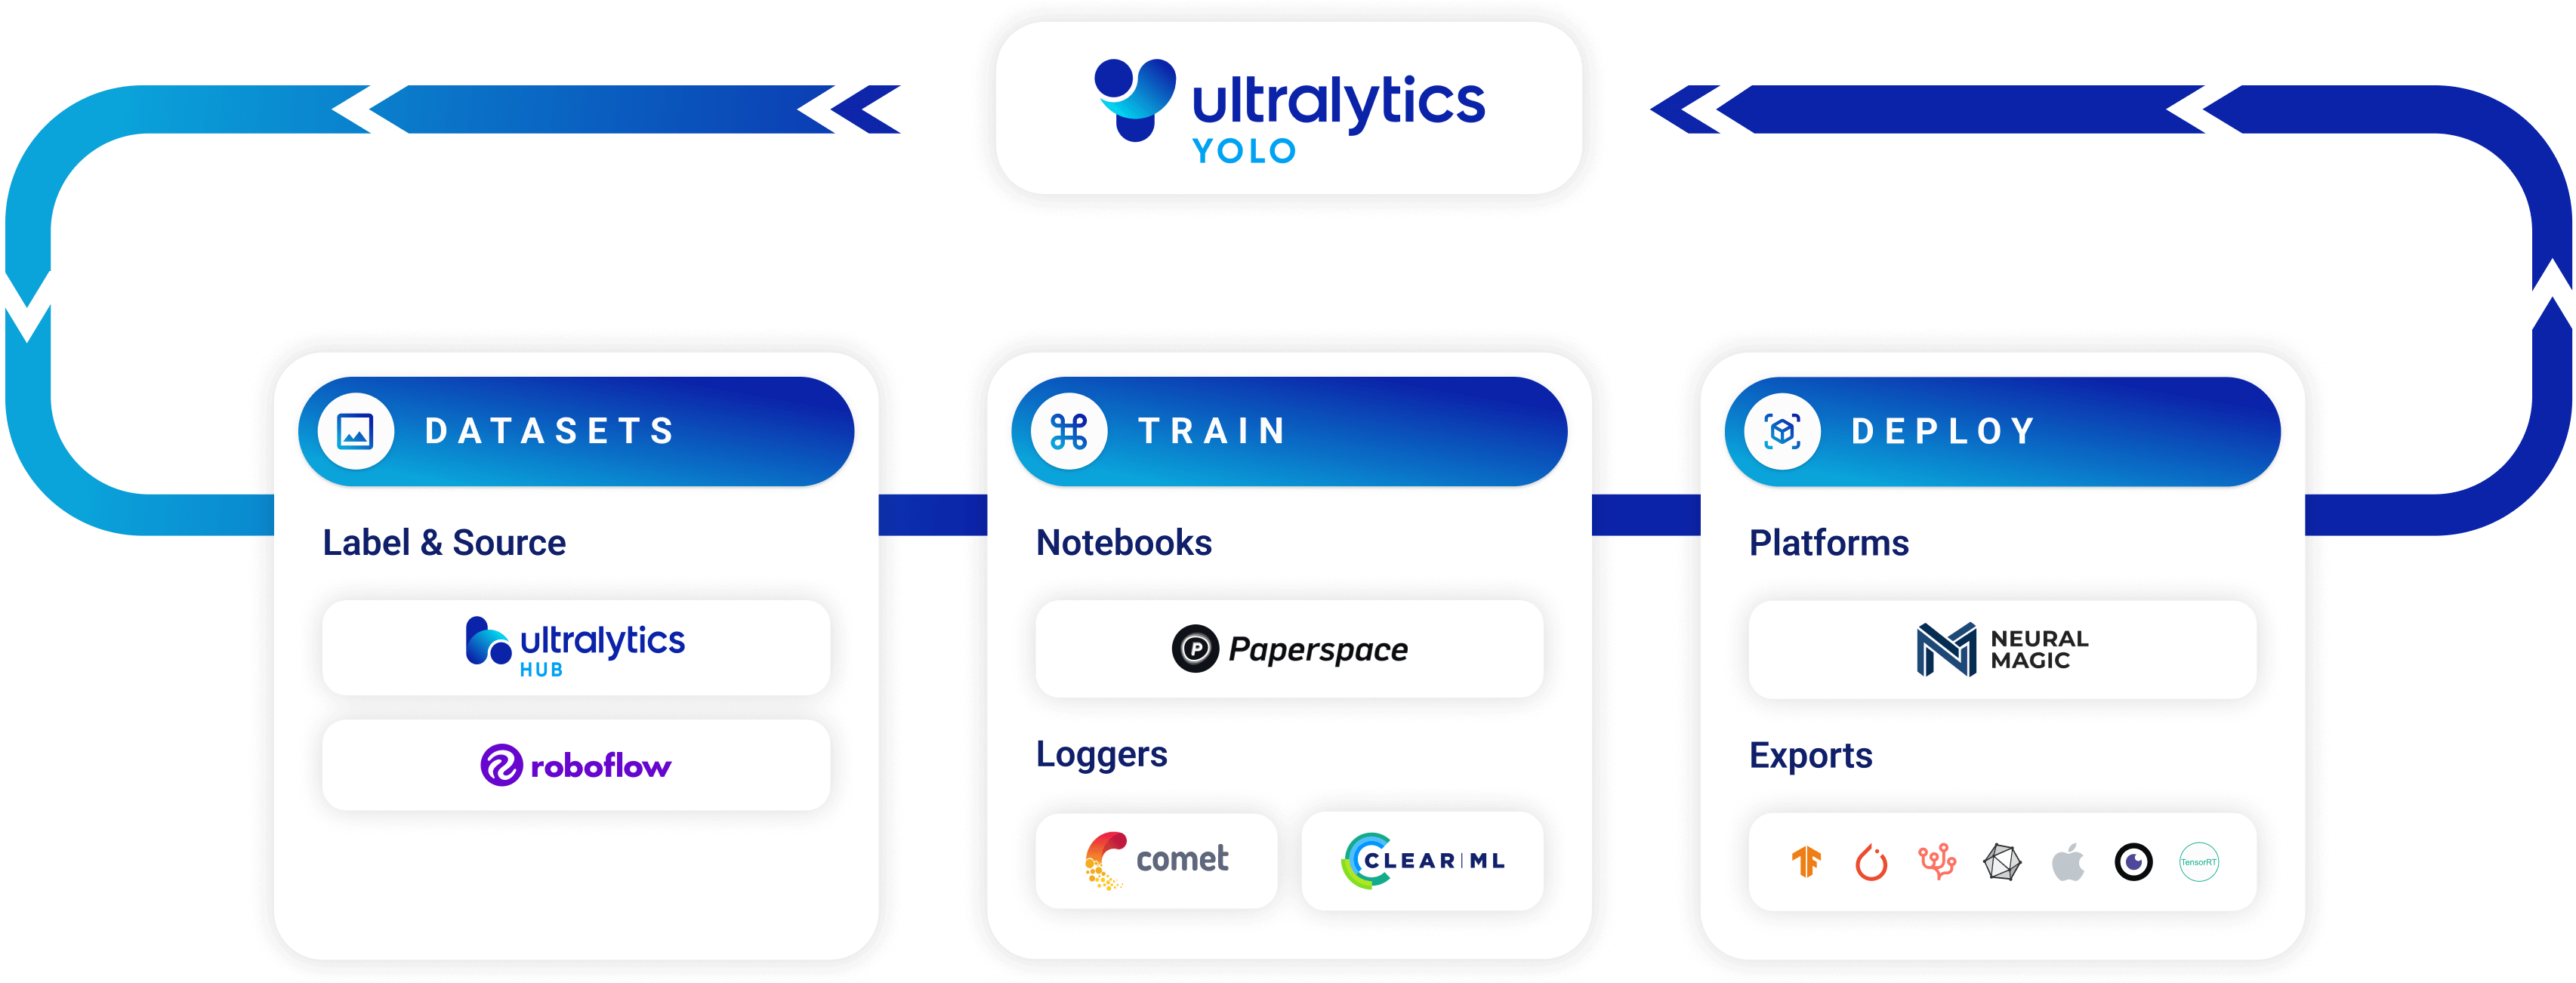 ultralytics
YOLO
DATASETS
Label & Source
ultralytics
HUB
roboflow
TRAIN
Notebooks
Paperspace
Loggers
comet
CLEAR|ML
DEPLOY
Platforms
NEURAL
MAGIC
Exports
TensorRT